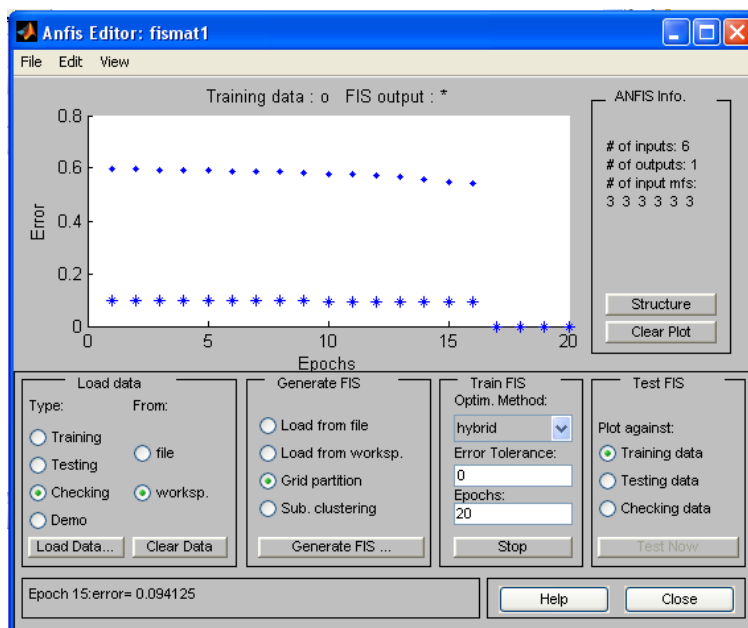 Anfis Editor: fismat1
File Edit View
Training data : o FIS output : *
0.8
0.6
0.4
0.2
0
Error
0 5 10 15 20
Epochs
ANFIS Info.
# of inputs: 6
# of outputs: 1
# of input mfs:
3 3 3 3 3 3
Structure
Clear Plot
Load data
Type: From:
Training
Testing
Checking
Demo
file
worksp.
Load Data... Clear Data
Generate FIS
Load from file
Load from worksp.
Grid partition
Sub. clustering
Generate FIS ...
Train FIS
Optim. Method:
hybrid
Error Tolerance:
0
Epochs:
20
Stop
Test FIS
Plot against:
Training data
Testing data
Checking data
Test Now
Epoch 15:error= 0.094125
Help Close